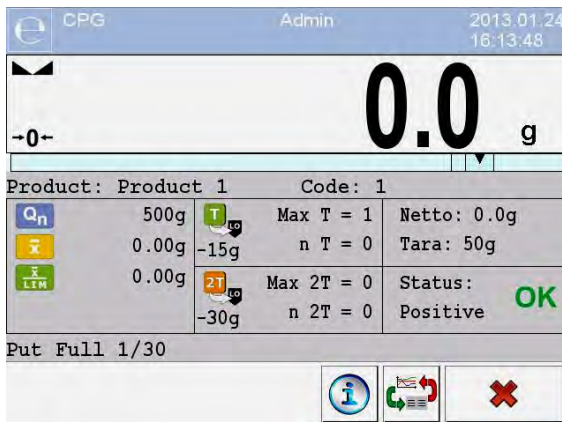 e CPG Admin 2013.01.24
16:13:48
0.0 g
→0←
Product: Product 1 Code: 1
Qn 500g T LO -15g Max T = 1 Netto: 0.0g
x̄ 0.00g n T = 0 Tara: 50g
x̄ LIM 0.00g 2T LO -30g Max 2T = 0 Status: OK
n 2T = 0 Positive
Put Full 1/30
i